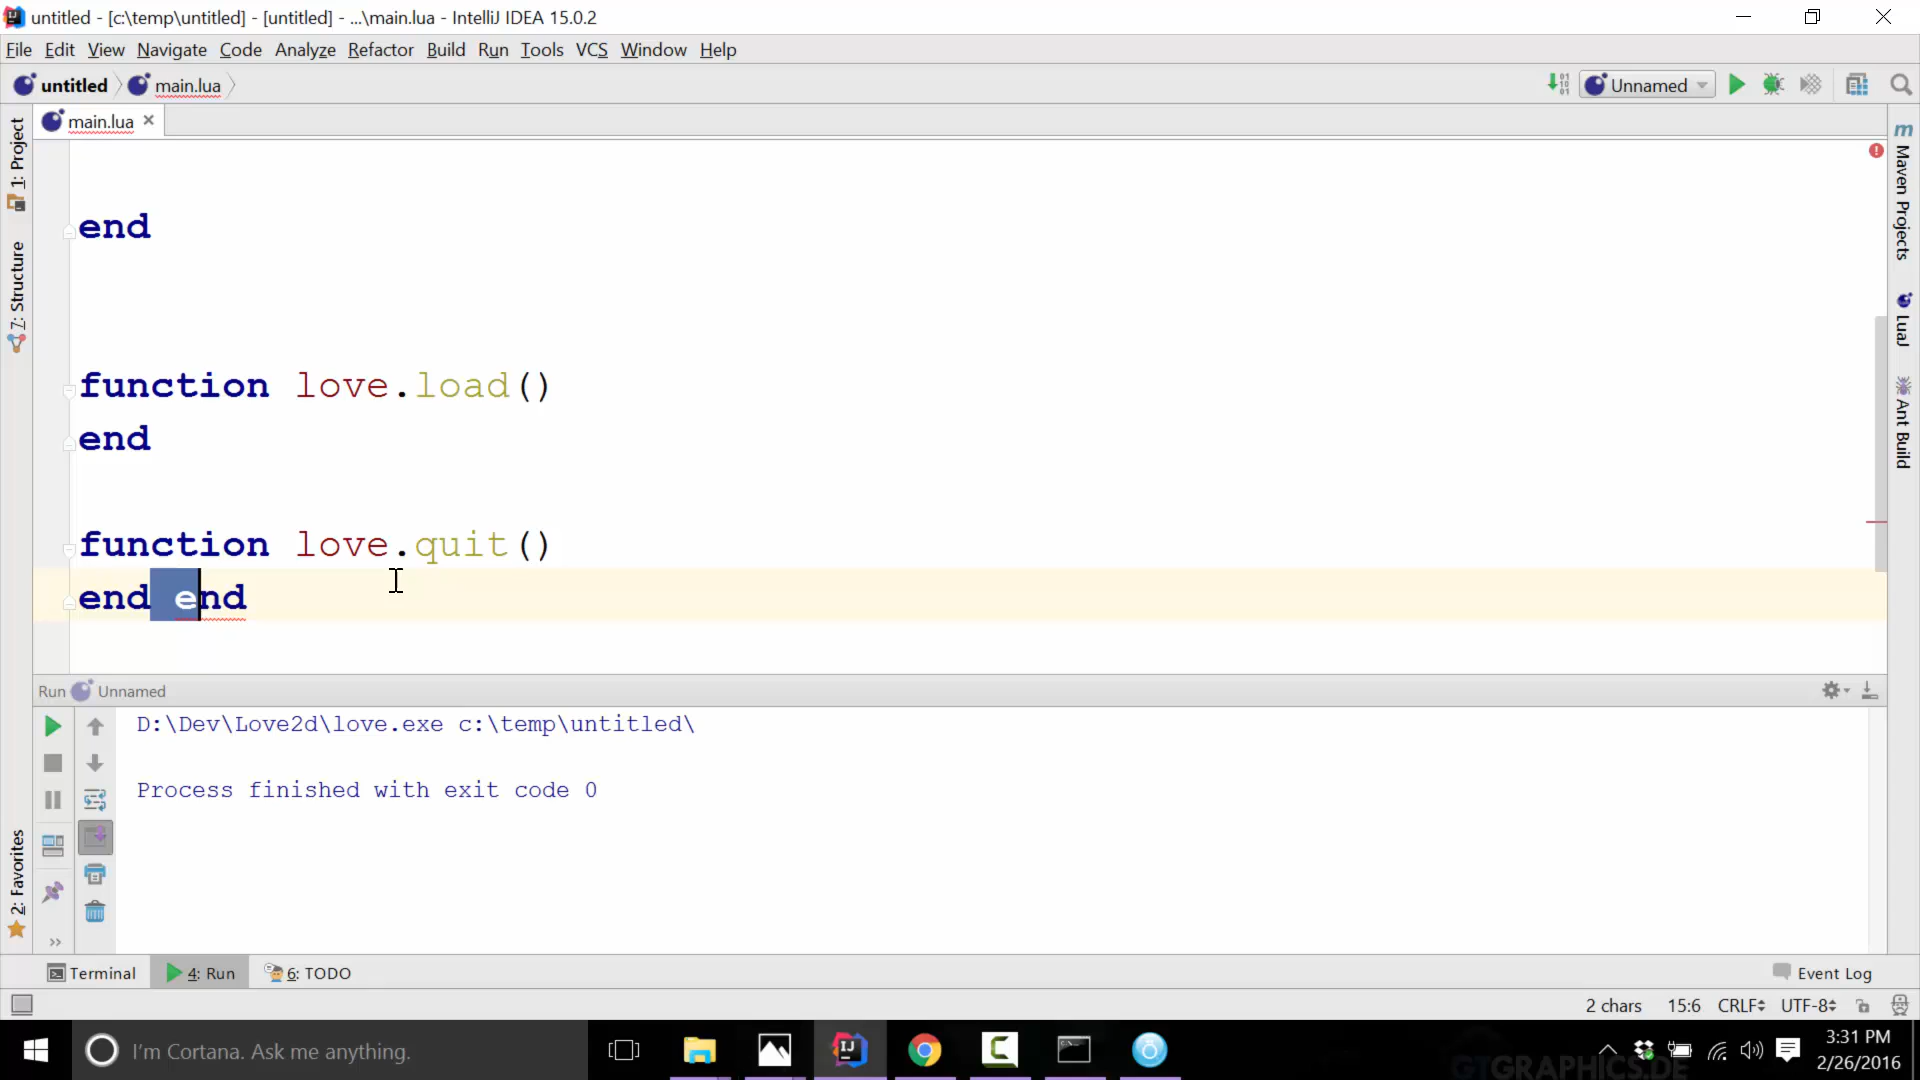 untitled - [c:\temp\untitled] - [untitled] - ...\main.lua - IntelliJ IDEA 15.0.2
File Edit View Navigate Code Analyze Refactor Build Run Tools VCS Window Help
untitled main.lua Unnamed
main.lua
1: Project
7: Structure
2: Favorites
Maven Projects
LuaJ
Ant Build
end
function love.load()
end
function love.quit()
end end
Run Unnamed
D:\Dev\Love2d\love.exe c:\temp\untitled\
Process finished with exit code 0
Terminal 4: Run 6: TODO Event Log
2 chars 15:6 CRLF UTF-8
I'm Cortana. Ask me anything.
3:31 PM
2/26/2016
GTGRAPHICS.DE